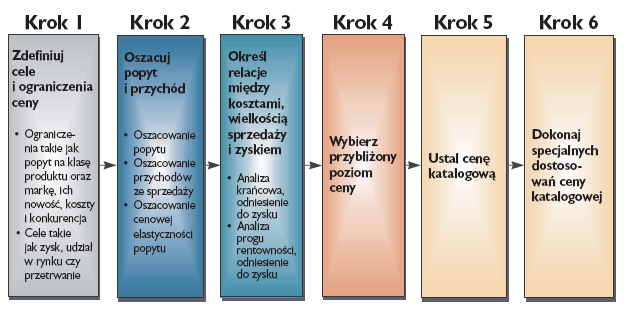 Krok 1
Zdefiniuj
cele
i ograniczenia
ceny
• Ogranicze-
nia takie jak
popyt na klasę
produktu oraz
markę, ich
nowość, koszty
i konkurencja
• Cele takie
jak zysk, udział
w rynku czy
przetrwanie
Krok 2
Oszacuj
popyt
i przychód
• Oszacowanie
popytu
• Oszacowanie
przychodów
ze sprzedaży
• Oszacowanie
cenowej
elastyczności
popytu
Krok 3
Określ
relacje
między
kosztami,
wielkością
sprzedaży
i zyskiem
• Analiza
krańcowa,
odniesienie
do zysku
• Analiza
progu
rentowności,
odniesienie
do zysku
Krok 4
Wybierz
przybliżony
poziom
ceny
Krok 5
Ustal cenę
katalogową
Krok 6
Dokonaj
specjalnych
dostoso-
wań ceny
katalogowej